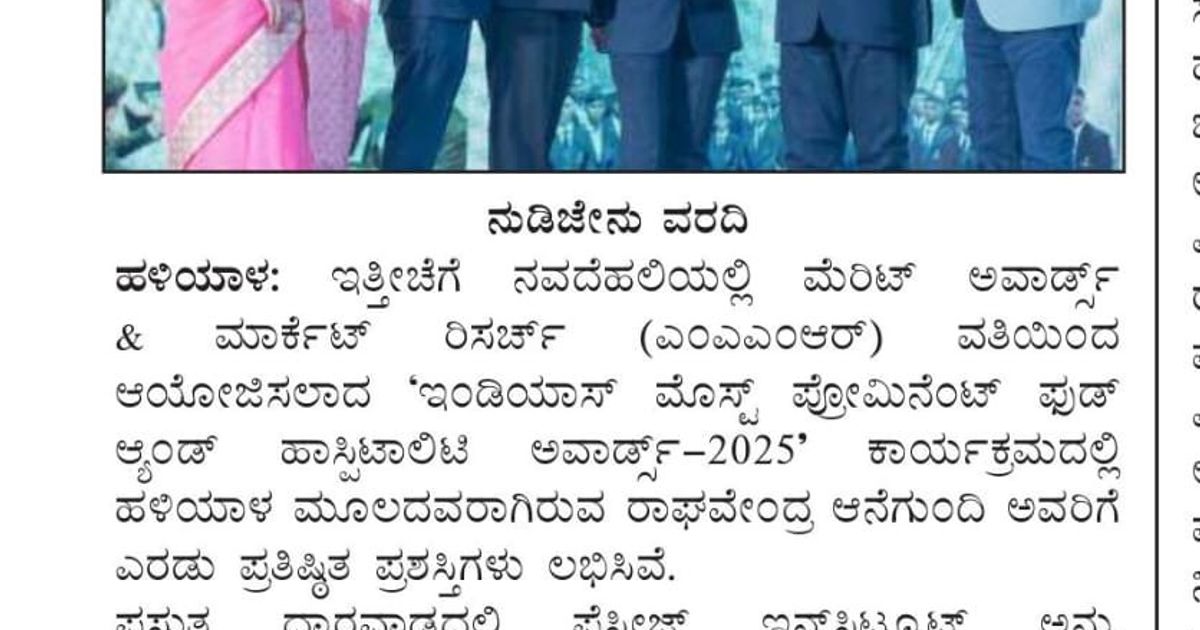 ನುಡಿಜೇನು ವರದಿ
ಹಳಿಯಾಳ: ಇತ್ತೀಚೆಗೆ ನವದೆಹಲಿಯಲ್ಲಿ ಮೆರಿಟ್ ಅವಾರ್ಡ್ಸ್
& ಮಾರ್ಕೆಟ್ ರಿಸರ್ಚ್ (ಎಂಎಎಂಆರ್) ವತಿಯಿಂದ
ಆಯೋಜಿಸಲಾದ ‘ಇಂಡಿಯಾಸ್ ಮೊಸ್ಟ್ ಪ್ರೋಮಿನೆಂಟ್ ಫುಡ್
ಆ್ಯಂಡ್ ಹಾಸ್ಪಿಟಾಲಿಟಿ ಅವಾರ್ಡ್ಸ್–2025’ ಕಾರ್ಯಕ್ರಮದಲ್ಲಿ
ಹಳಿಯಾಳ ಮೂಲದವರಾಗಿರುವ ರಾಘವೇಂದ್ರ ಆನೆಗುಂದಿ ಅವರಿಗೆ
ಎರಡು ಪ್ರತಿಷ್ಠಿತ ಪ್ರಶಸ್ತಿಗಳು ಲಭಿಸಿವೆ.